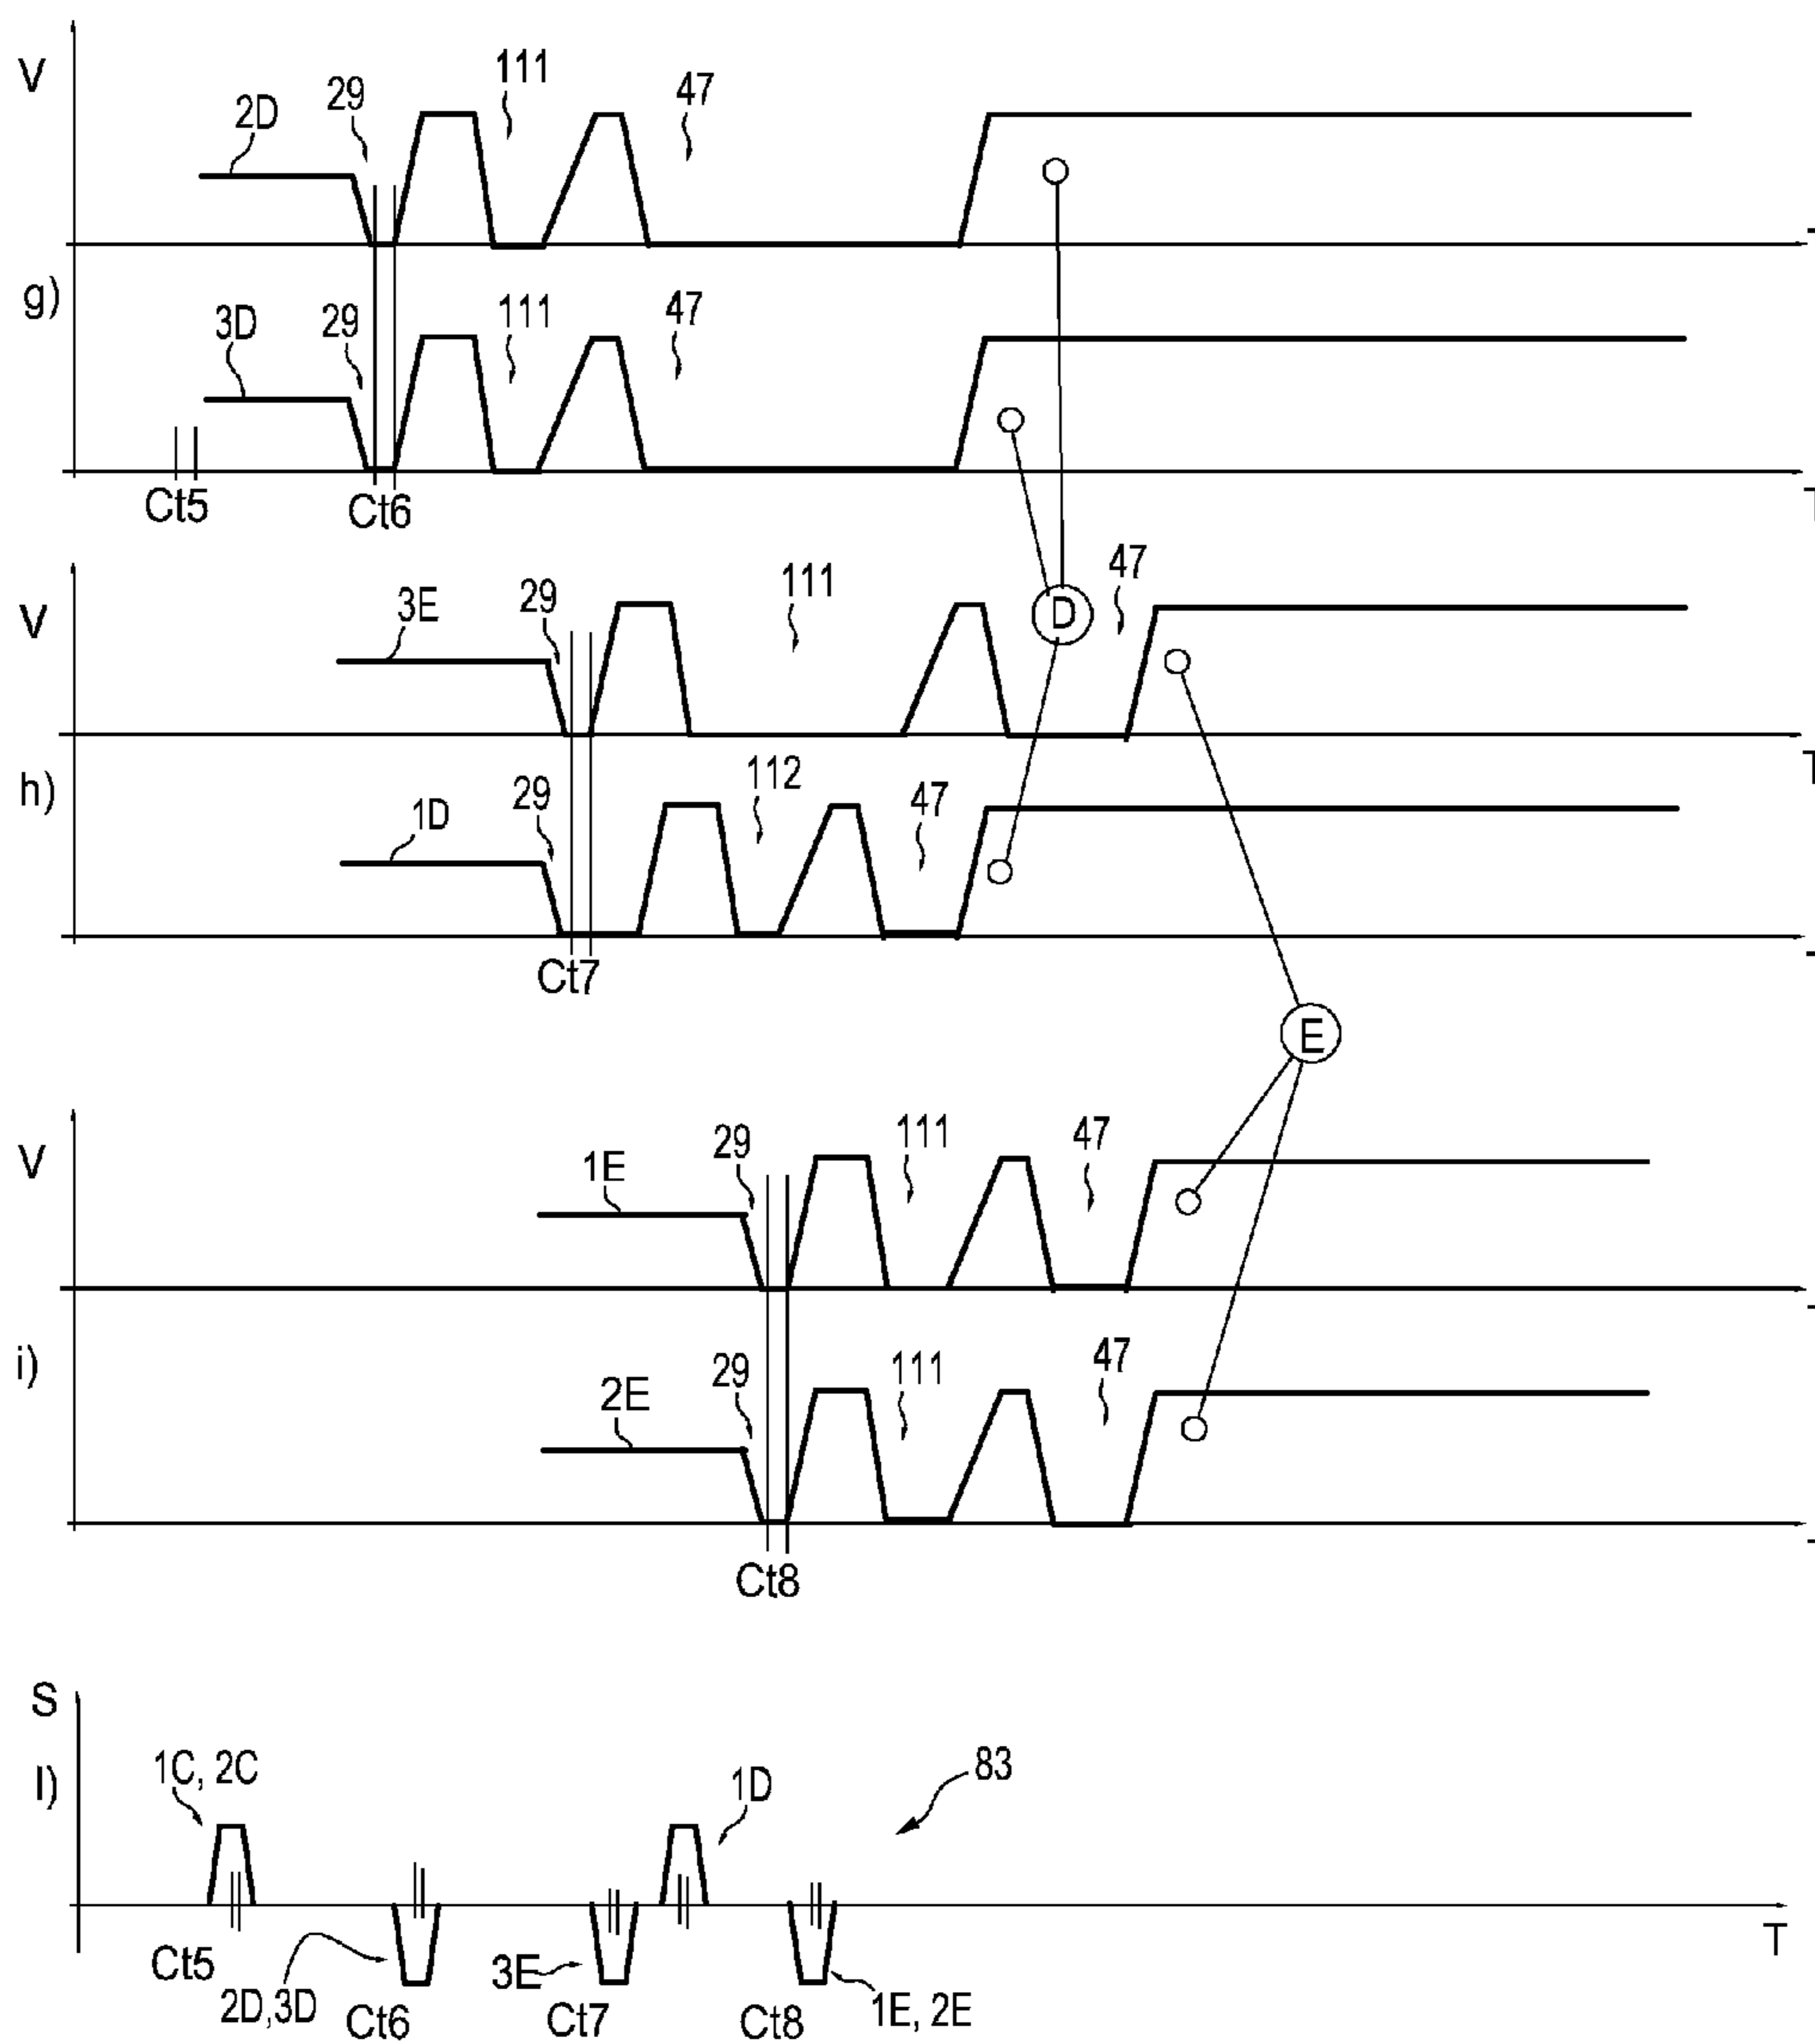 V
2D
29
111
47
T
g)
3D
29
111
47
Ct5
Ct6
T
V
3E
29
111
D
47
T
h)
1D
29
112
47
Ct7
T
E
V
1E
29
111
47
T
i)
2E
29
111
47
Ct8
T
S
l)
1C, 2C
1D
83
T
Ct5
2D,3D
Ct6
3E
Ct7
Ct8
1E, 2E